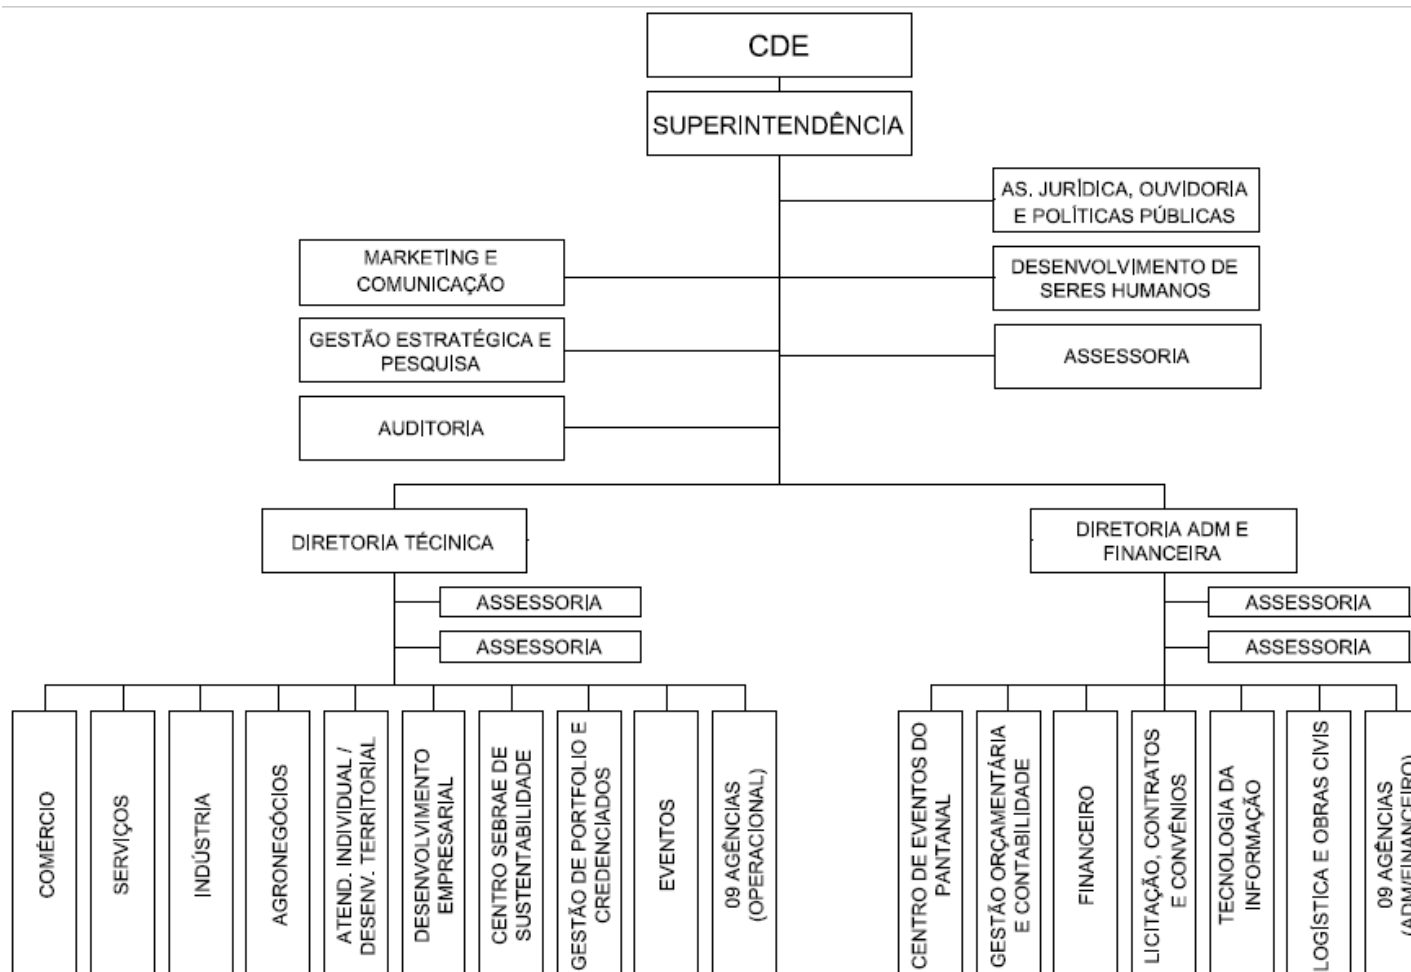 CDE
SUPERINTENDÊNCIA
AS. JURÍDICA, OUVIDORIA
E POLÍTICAS PÚBLICAS
MARKETING E
COMUNICAÇÃO
DESENVOLVIMENTO DE
SERES HUMANOS
GESTÃO ESTRATÉGICA E
PESQUISA
ASSESSORIA
AUDITORIA
DIRETORIA TÉCINICA
DIRETORIA ADM E
FINANCEIRA
ASSESSORIA
ASSESSORIA
ASSESSORIA
ASSESSORIA
COMÉRCIO
SERVIÇOS
INDÚSTRIA
AGRONEGÓCIOS
ATEND. INDIVIDUAL /
DESENV. TERRITORIAL
DESENVOLVIMENTO
EMPRESARIAL
CENTRO SEBRAE DE
SUSTENTABILIDADE
GESTÃO DE PORTFOLIO E
CREDENCIADOS
EVENTOS
09 AGÊNCIAS
(OPERACIONAL)
CENTRO DE EVENTOS DO
PANTANAL
GESTÃO ORÇAMENTÁRIA
E CONTABILIDADE
FINANCEIRO
LICITAÇÃO, CONTRATOS
E CONVÊNIOS
TECNOLOGIA DA
INFORMAÇÃO
LOGÍSTICA E OBRAS CIVIS
09 AGÊNCIAS
(ADM/FINANCEIRO)